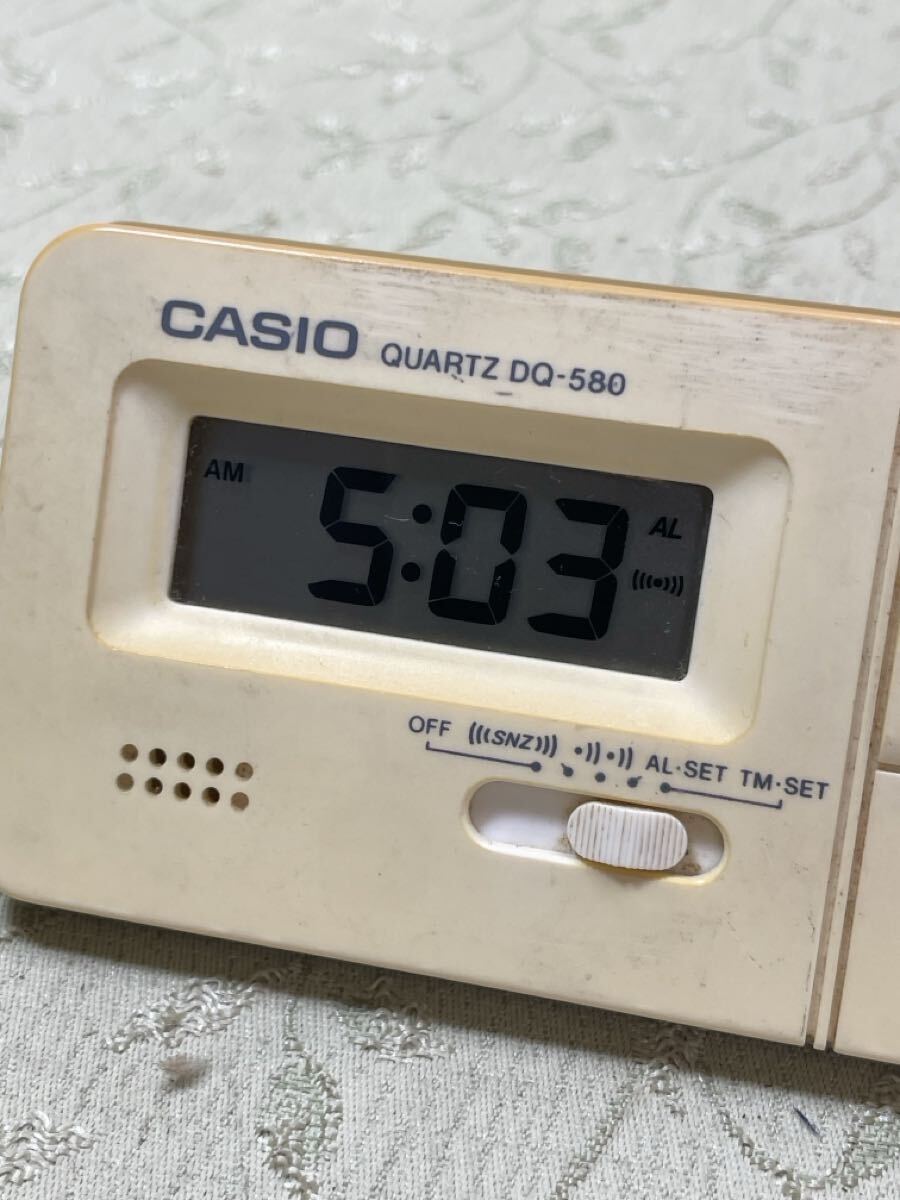 CASIO QUARTZ DQ-580
AM 5:03 AL
OFF (((SNZ))) •))•)) AL·SET TM·SET